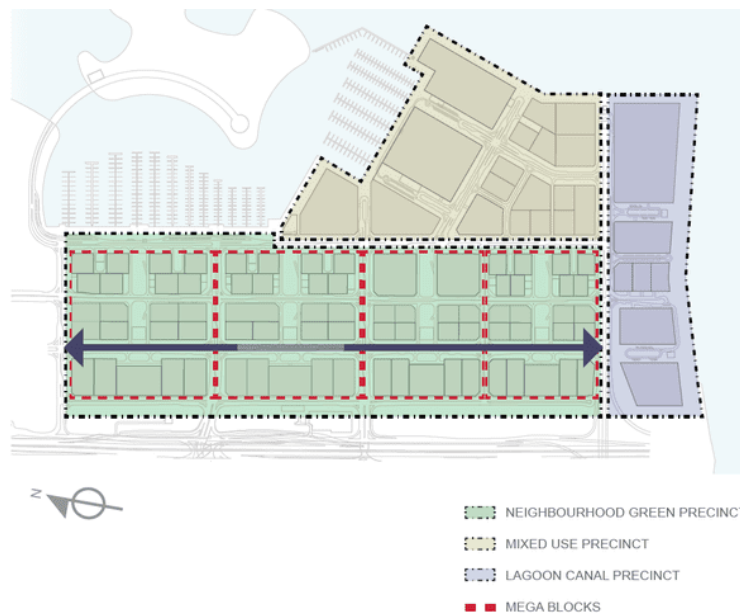 N
NEIGHBOURHOOD GREEN PRECINCT
MIXED USE PRECINCT
LAGOON CANAL PRECINCT
MEGA BLOCKS